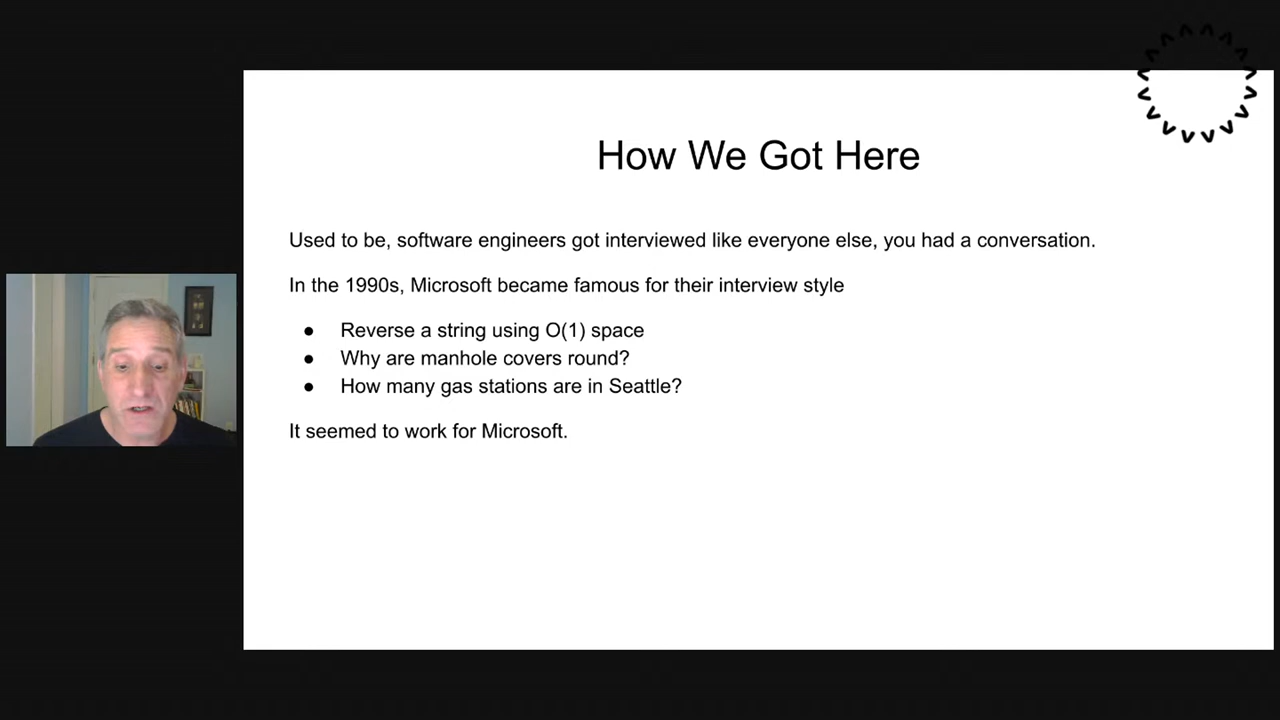 How We Got Here
Used to be, software engineers got interviewed like everyone else, you had a conversation.
In the 1990s, Microsoft became famous for their interview style
● Reverse a string using O(1) space
● Why are manhole covers round?
● How many gas stations are in Seattle?
It seemed to work for Microsoft.